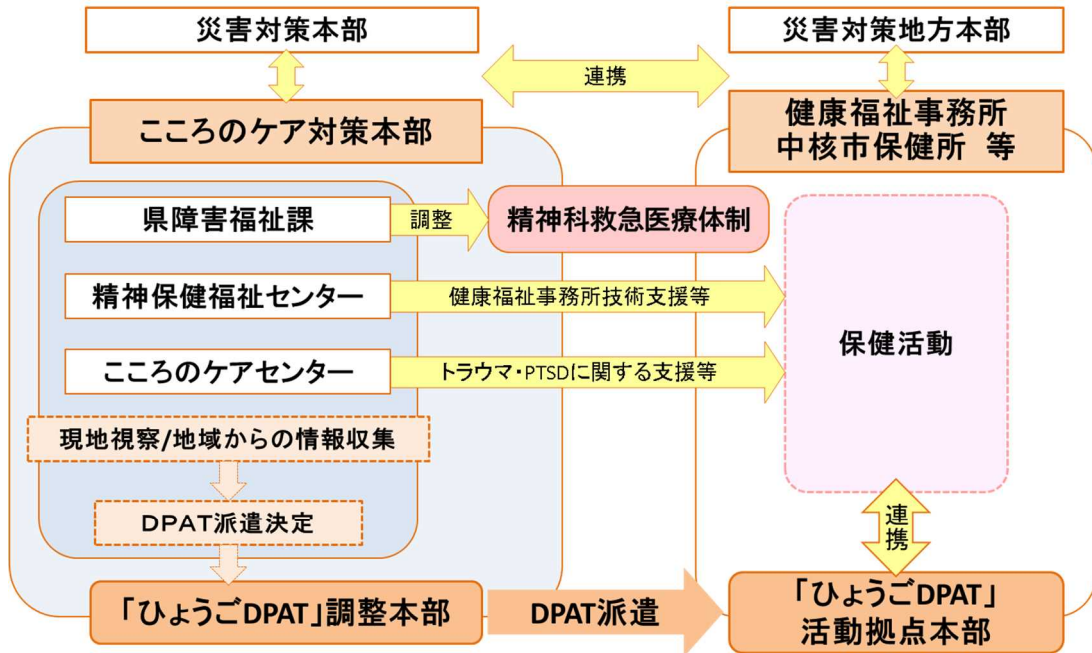 災害対策本部
災害対策地方本部
連携
こころのケア対策本部
健康福祉事務所
中核市保健所 等
県障害福祉課
調整
精神科救急医療体制
精神保健福祉センター
健康福祉事務所技術支援等
こころのケアセンター
トラウマ・PTSDに関する支援等
保健活動
現地視察/地域からの情報収集
DPAT派遣決定
連携
「ひょうごDPAT」調整本部
DPAT派遣
「ひょうごDPAT」
活動拠点本部